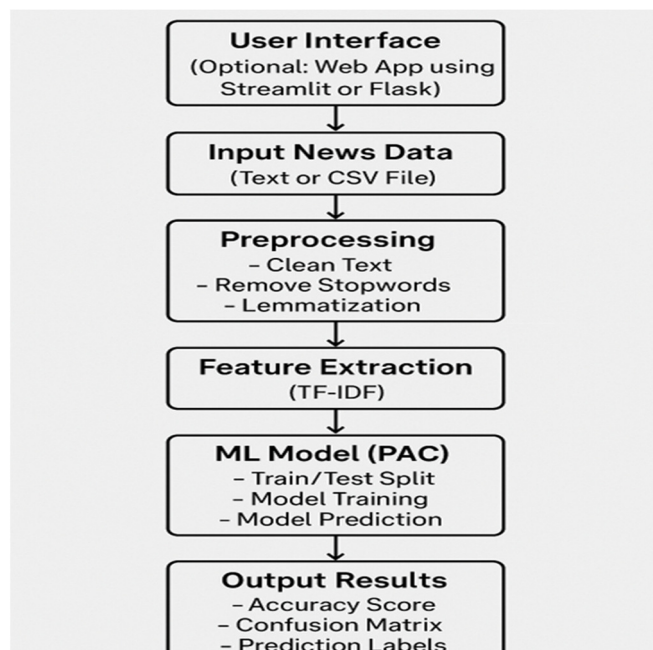 User Interface
(Optional: Web App using
Streamlit or Flask)
Input News Data
(Text or CSV File)
Preprocessing
– Clean Text
– Remove Stopwords
– Lemmatization
Feature Extraction
(TF-IDF)
ML Model (PAC)
– Train/Test Split
– Model Training
– Model Prediction
Output Results
– Accuracy Score
– Confusion Matrix
– Prediction Labels